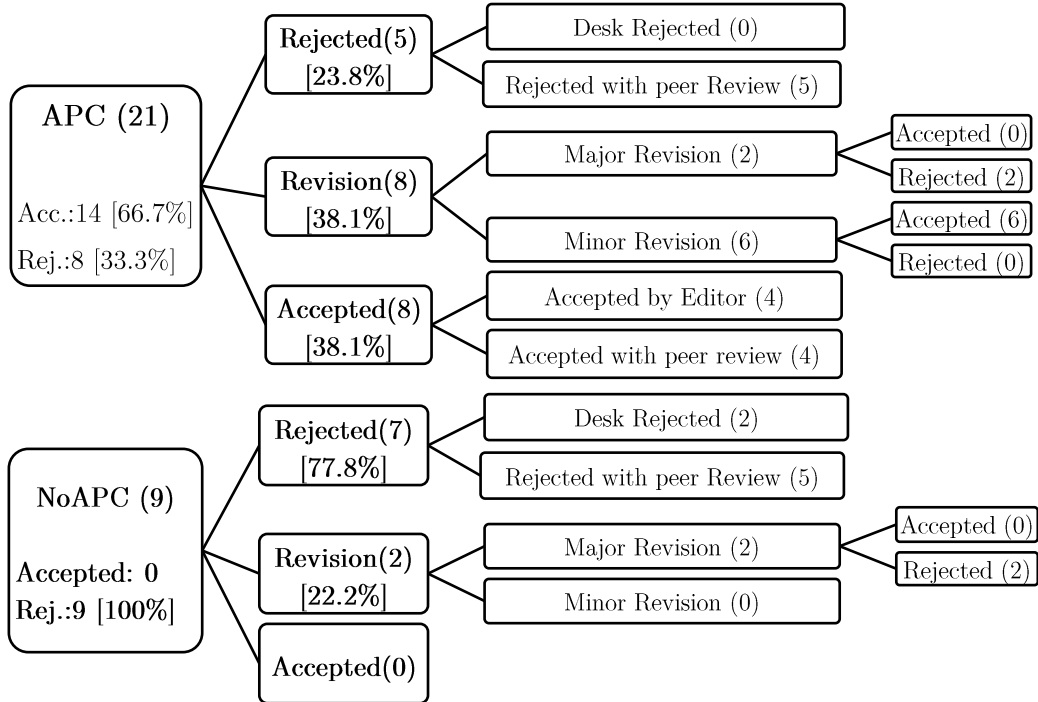 APC (21)
Acc.:14 [66.7%]
Rej.:8 [33.3%]
Rejected(5)
[23.8%]
Desk Rejected (0)
Rejected with peer Review (5)
Revision(8)
[38.1%]
Major Revision (2)
Accepted (0)
Rejected (2)
Minor Revision (6)
Accepted (6)
Rejected (0)
Accepted(8)
[38.1%]
Accepted by Editor (4)
Accepted with peer review (4)
NoAPC (9)
Accepted: 0
Rej.:9 [100%]
Rejected(7)
[77.8%]
Desk Rejected (2)
Rejected with peer Review (5)
Revision(2)
[22.2%]
Major Revision (2)
Accepted (0)
Rejected (2)
Minor Revision (0)
Accepted(0)